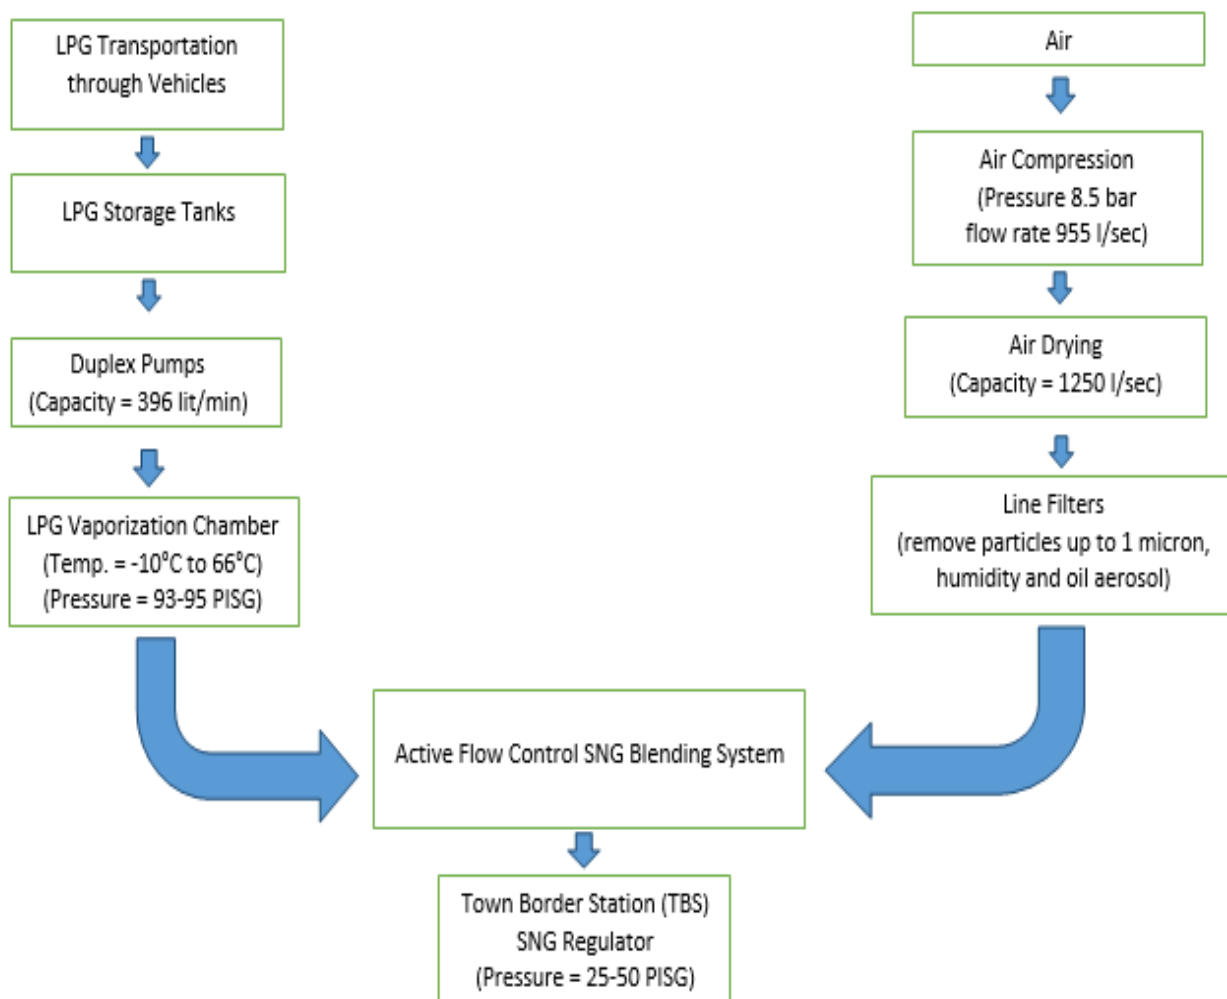 LPG Transportation
through Vehicles
LPG Storage Tanks
Duplex Pumps
(Capacity = 396 lit/min)
LPG Vaporization Chamber
(Temp. = -10°C to 66°C)
(Pressure = 93-95 PISG)
Air
Air Compression
(Pressure 8.5 bar
flow rate 955 l/sec)
Air Drying
(Capacity = 1250 l/sec)
Line Filters
(remove particles up to 1 micron,
humidity and oil aerosol)
Active Flow Control SNG Blending System
Town Border Station (TBS)
SNG Regulator
(Pressure = 25-50 PISG)